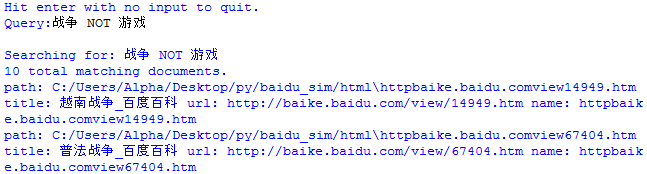 Hit enter with no input to quit.
Query:战争 NOT 游戏
Searching for: 战争 NOT 游戏
10 total matching documents.
path: C:/Users/Alpha/Desktop/py/baidu_sim/html\httpbaike.baidu.comview14949.htm
title: 越南战争_百度百科 url: http://baike.baidu.com/view/14949.htm name: httpbaik
e.baidu.comview14949.htm
path: C:/Users/Alpha/Desktop/py/baidu_sim/html\httpbaike.baidu.comview67404.htm
title: 普法战争_百度百科 url: http://baike.baidu.com/view/67404.htm name: httpbaik
e.baidu.comview67404.htm